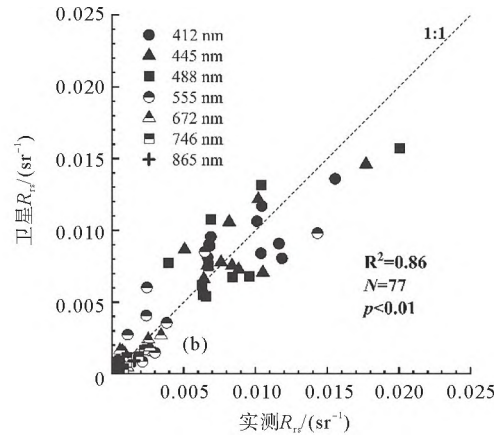 0.025
0.020
0.015
0.010
0.005
0
卫星Rrs/(sr⁻¹)
412 nm
445 nm
488 nm
555 nm
672 nm
746 nm
865 nm
1:1
R²=0.86
N=77
p<0.01
(b)
0.005
0.010
0.015
0.020
0.025
实测Rrs/(sr⁻¹)